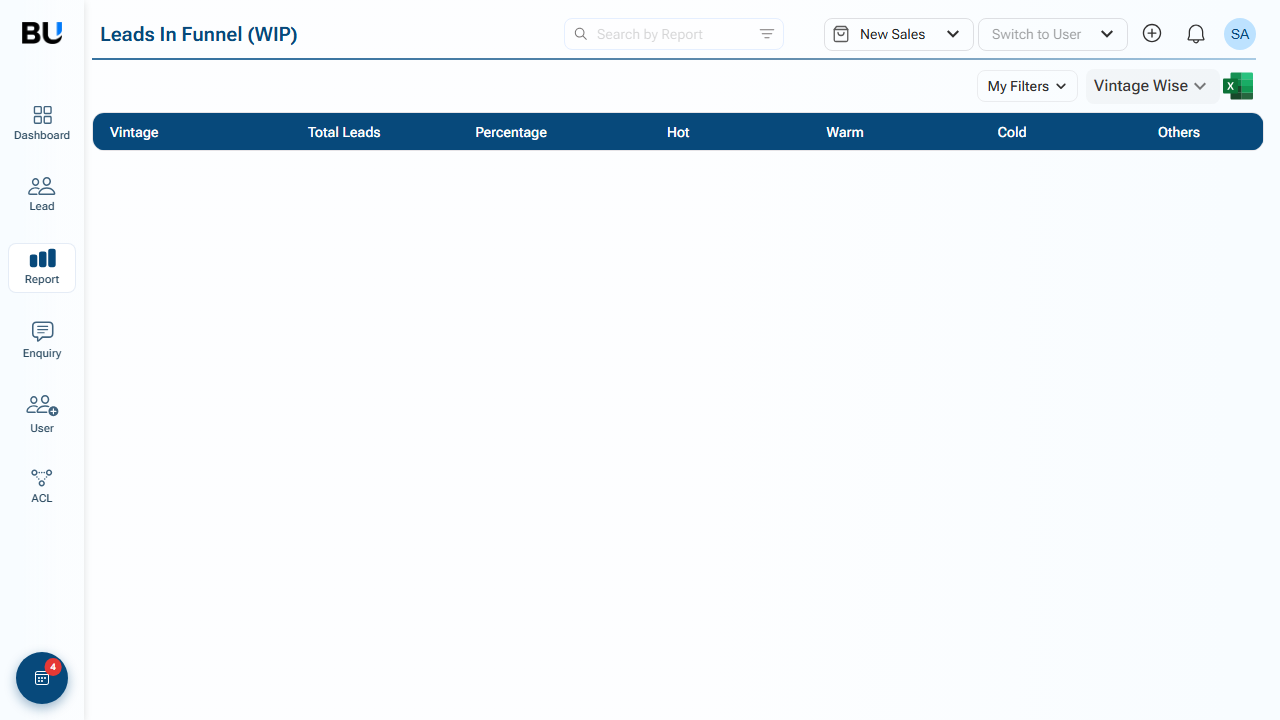 BU
Leads In Funnel (WIP)
Search by Report
New Sales
Switch to User
SA
My Filters
Vintage Wise
X
Vintage Total Leads Percentage Hot Warm Cold Others
Dashboard
Lead
Report
Enquiry
User
ACL
4